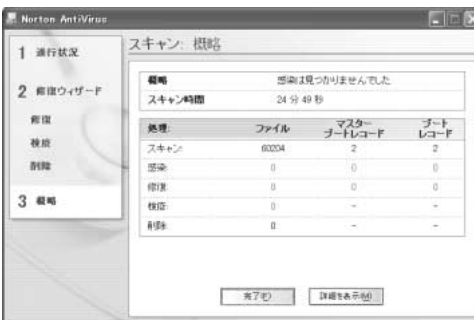 Norton AntiVirus
1 進行状況
2 修復ウィザード
修復
検疫
削除
3 概略
スキャン: 概略
概略 感染は見つかりませんでした
スキャン時間 24 分 49 秒
処理: ファイル マスター ブートレコード ブート レコード
スキャン: 60204 2 2
感染: 0 0 0
修復: 0 0 0
検疫: 0 - -
削除: 0 - -
完了(F) 詳細を表示(M)